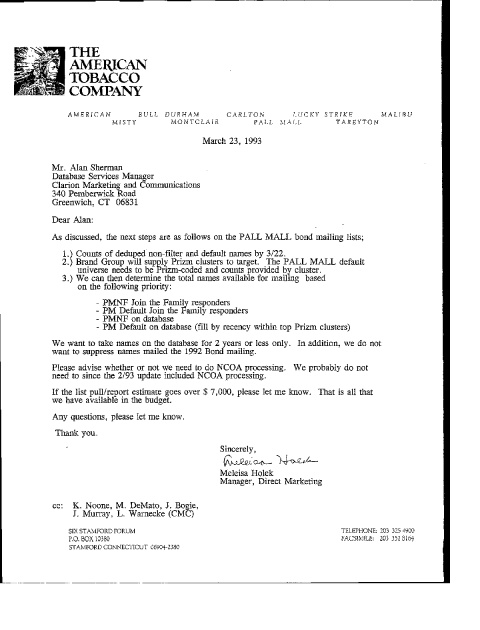 THE
AMERICAN
TOBACCO
COMPANY
AMERICAN BULL DURHAM CARLTON LUCKY STRIKE MALIBU
MISTY MONTCLAIR PALL MALL TAREYTON
March 23, 1993
Mr. Alan Sherman
Database Services Manager
Clarion Marketing and Communications
340 Pemberwick Road
Greenwich, CT 06831
Dear Alan:
As discussed, the next steps are as follows on the PALL MALL bond mailing lists;
1.) Counts of deduped non-filter and default names by 3/22.
2.) Brand Group will supply Prizm clusters to target. The PALL MALL default
universe needs to be Prizm-coded and counts provided by cluster.
3.) We can then determine the total names available for mailing based
on the following priority:
- PMNF Join the Family responders
- PM Default Join the Family responders
- PMNF on database
- PM Default on database (fill by recency within top Prizm clusters)
We want to take names on the database for 2 years or less only. In addition, we do not
want to suppress names mailed the 1992 Bond mailing.
Please advise whether or not we need to do NCOA processing. We probably do not
need to since the 2/93 update included NCOA processing.
If the list pull/report estimate goes over $ 7,000, please let me know. That is all that
we have available in the budget.
Any questions, please let me know.
Thank you.
Sincerely,
Meleisa Holek
Meleisa Holek
Manager, Direct Marketing
cc: K. Noone, M. DeMato, J. Bogie,
J. Murray, L. Warnecke (CMC)
SIX STAMFORD FORUM TELEPHONE: 203 325-4900
P.O. BOX 10380 FACSIMILE: 203
STAMFORD CONNECTICUT 06904-2380